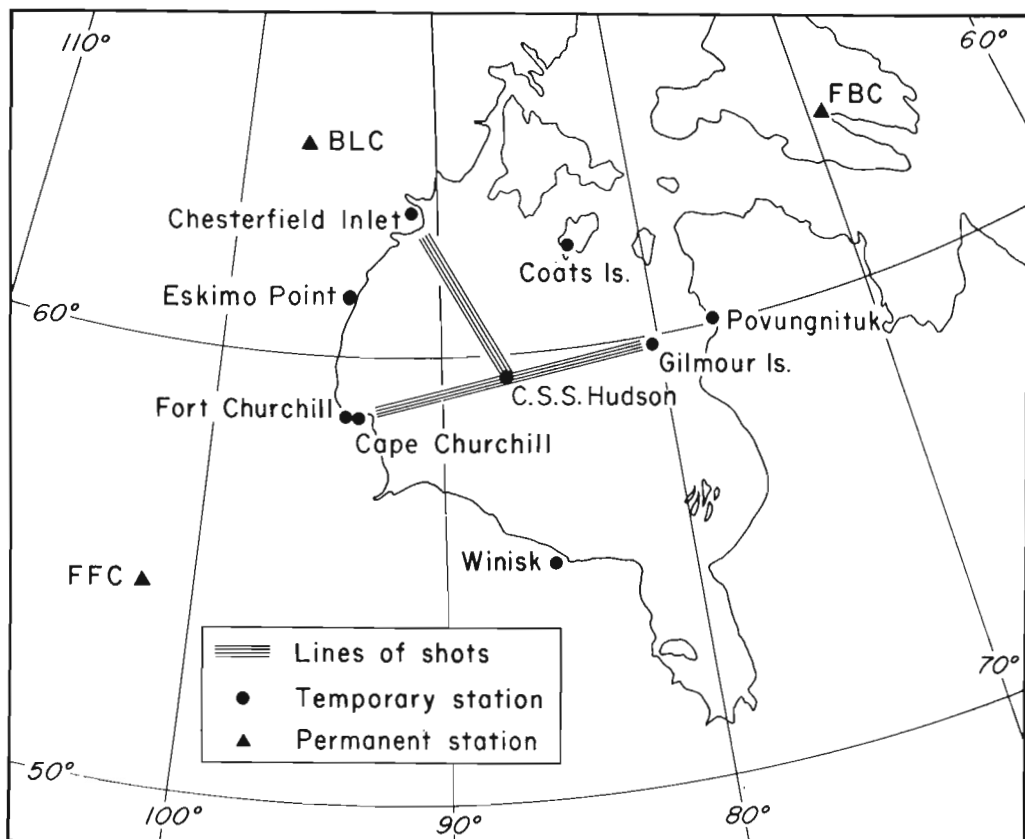 110°
60°
FBC
BLC
Chesterfield Inlet
Coats Is.
Eskimo Point
60°
Povungnituk
Gilmour Is.
C.S.S. Hudson
Fort Churchill
Cape Churchill
Winisk
FFC
Lines of shots
Temporary station
Permanent station
70°
50°
100°
90°
80°